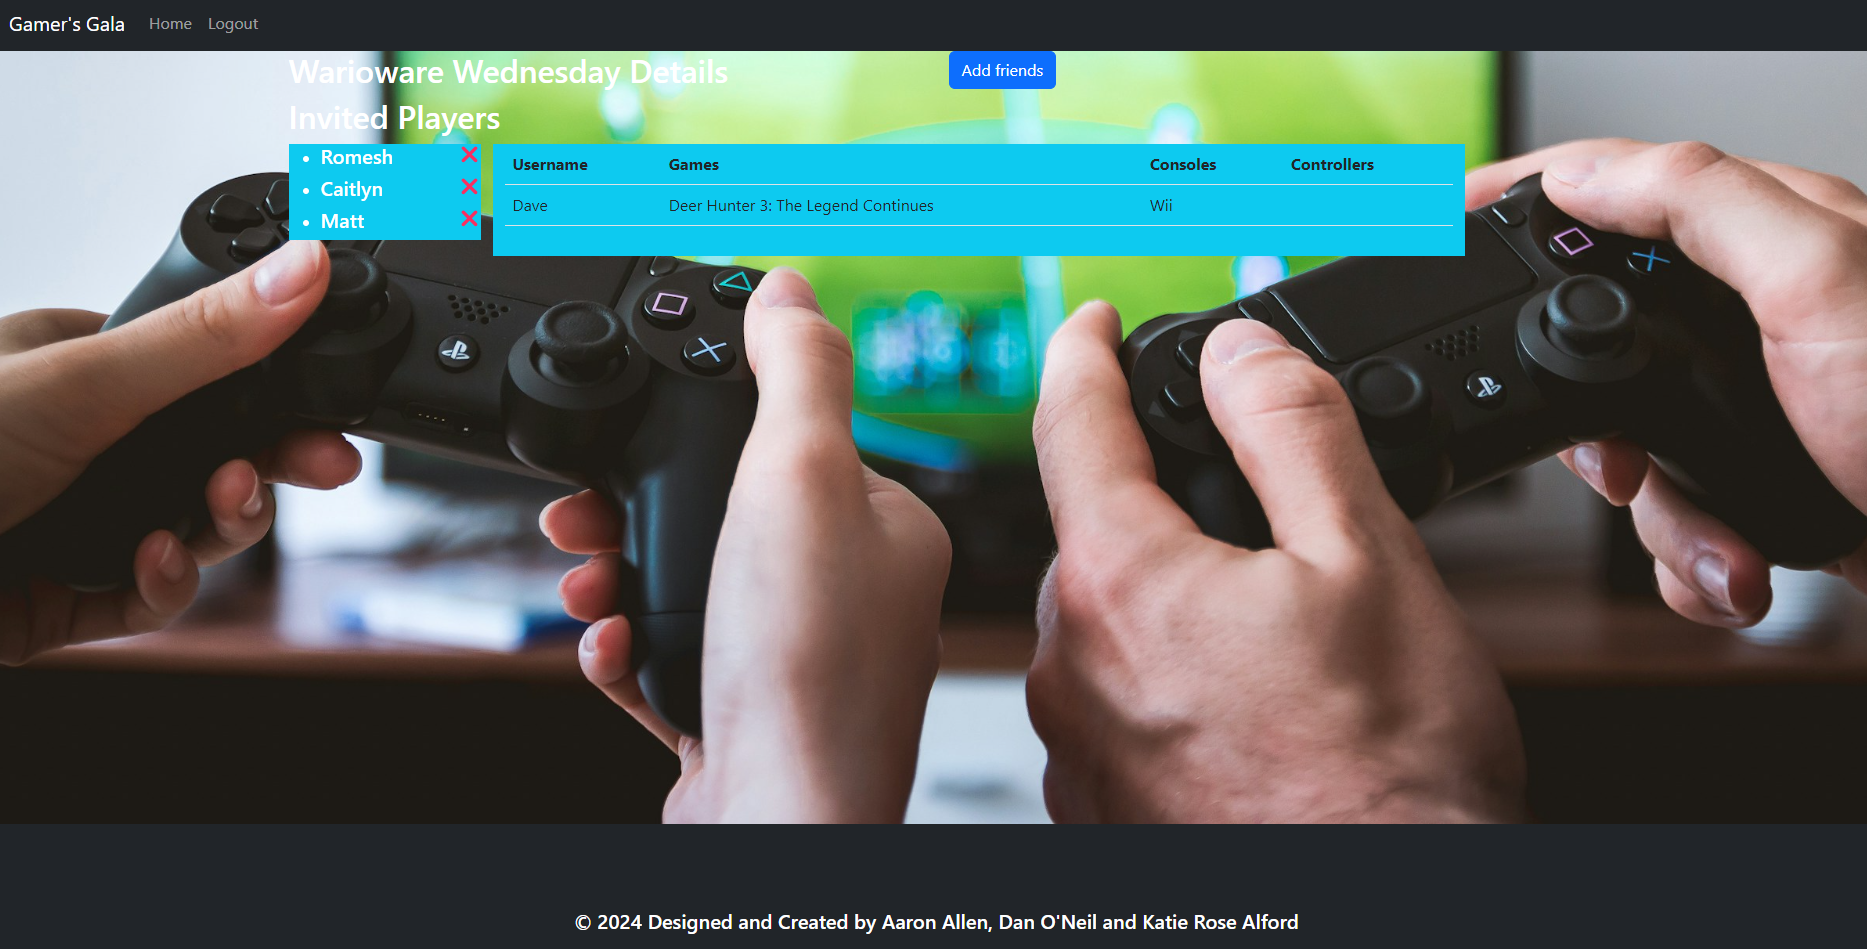 Gamer's Gala Home Logout
Warioware Wednesday Details Add friends
Invited Players
Romesh ❌
Caitlyn ❌
Matt ❌
Username Games Consoles Controllers
Dave Deer Hunter 3: The Legend Continues Wii
© 2024 Designed and Created by Aaron Allen, Dan O'Neil and Katie Rose Alford